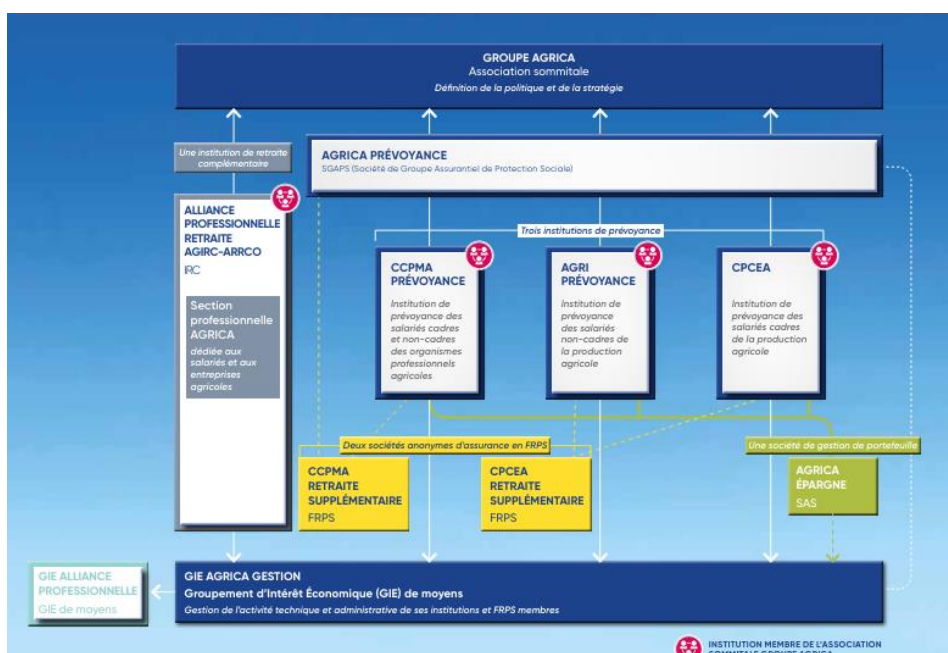 GROUPE AGRICA
Association sommitale
Définition de la politique et de la stratégie
Une institution de retraite
complémentaire
AGRICA PRÉVOYANCE
SGAPS (Société de Groupe Assurantiel de Protection Sociale)
ALLIANCE
PROFESSIONNELLE
RETRAITE
AGIRC-ARRCO
IRC
Section
professionnelle
AGRICA
dédiée aux
salariés et aux
entreprises
agricoles
Trois institutions de prévoyance
CCPMA
PRÉVOYANCE
Institution de
prévoyance des
salariés cadres
et non-cadres
des organismes
professionnels
agricoles
AGRI
PRÉVOYANCE
Institution de
prévoyance
des salariés
non-cadres de
la production
agricole
CPCEA
Institution de
prévoyance des
salariés cadres
de la production
agricole
Deux sociétés anonymes d'assurance en FRPS
CCPMA
RETRAITE
SUPPLÉMENTAIRE
FRPS
CPCEA
RETRAITE
SUPPLÉMENTAIRE
FRPS
Une société de gestion de portefeuille
AGRICA
ÉPARGNE
SAS
GIE ALLIANCE
PROFESSIONNELLE
GIE de moyens
GIE AGRICA GESTION
Groupement d'Intérêt Économique (GIE) de moyens
Gestion de l'activité technique et administrative de ses institutions et FRPS membres
INSTITUTION MEMBRE DE L'ASSOCIATION
SOMMITALE GROUPE AGRICA